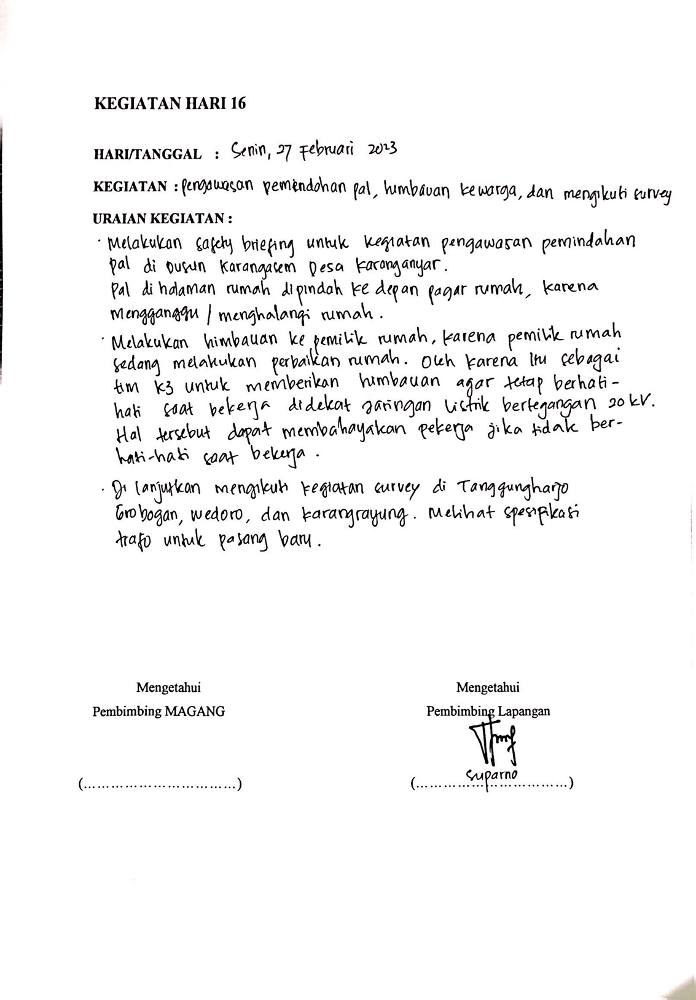 KEGIATAN HARI 16
HARI/TANGGAL : Senin, 27 Februari 2023
KEGIATAN : pengawasan pemindahan pal, himbauan ke warga, dan mengikuti survey
URAIAN KEGIATAN :
· Melakukan safety briefing untuk kegiatan pengawasan pemindahan
pal di Dusun Karangasem Desa Karanganyar.
Pal di halaman rumah dipindah ke depan pagar rumah, karena
mengganggu / menghalangi rumah.
· Melakukan himbauan ke pemilik rumah, karena pemilik rumah
sedang melakukan perbaikan rumah. Oleh karena itu sebagai
tim K3 untuk memberikan himbauan agar tetap berhati-
hati saat bekerja didekat jaringan listrik bertegangan 20 kV.
Hal tersebut dapat membahayakan pekerja jika tidak ber-
hati-hati saat bekerja.
· Di lanjutkan mengikuti kegiatan survey di Tanggungharjo
Grobogan, wedoro, dan karangrayung. Melihat spesifikasi
trafo untuk pasang baru.
Mengetahui Mengetahui
Pembimbing MAGANG Pembimbing Lapangan
Suparno
(....................................) (....................................)